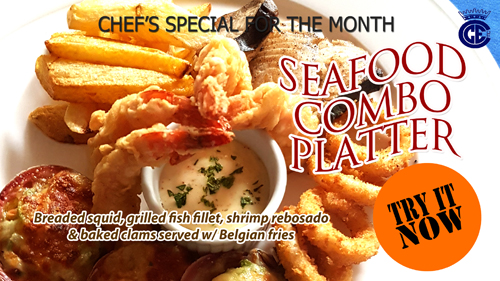 CHEF'S SPECIAL FOR THE MONTH
CE
SEAFOOD
COMBO
PLATTER
TRY IT
NOW
Breaded squid, grilled fish fillet, shrimp rebosado
& baked clams served w/ Belgian fries